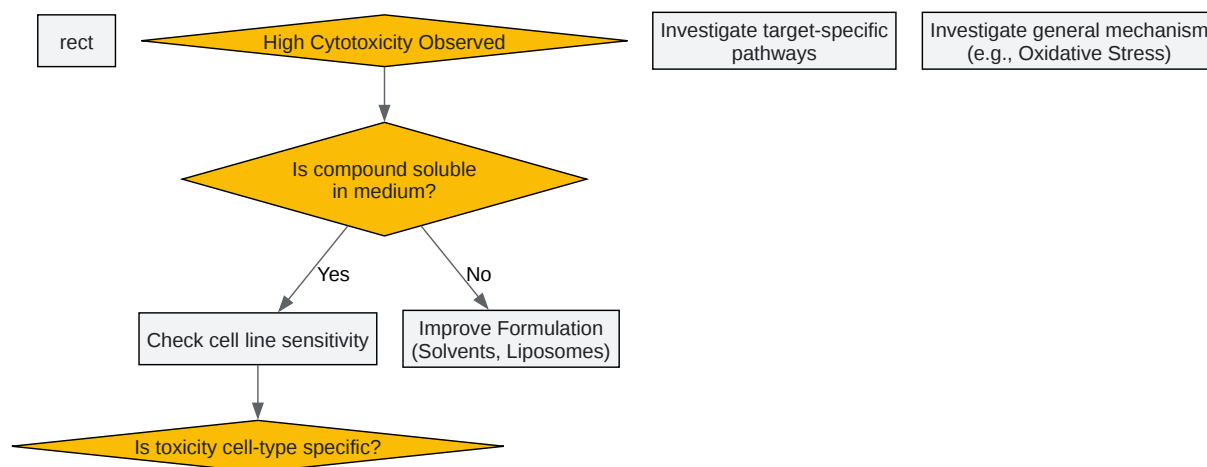 rect
High Cytotoxicity Observed
Investigate target-specific
pathways
Investigate general mechanism
(e.g., Oxidative Stress)
Is compound soluble
in medium?
Yes
No
Check cell line sensitivity
Improve Formulation
(Solvents, Liposomes)
Is toxicity cell-type specific?